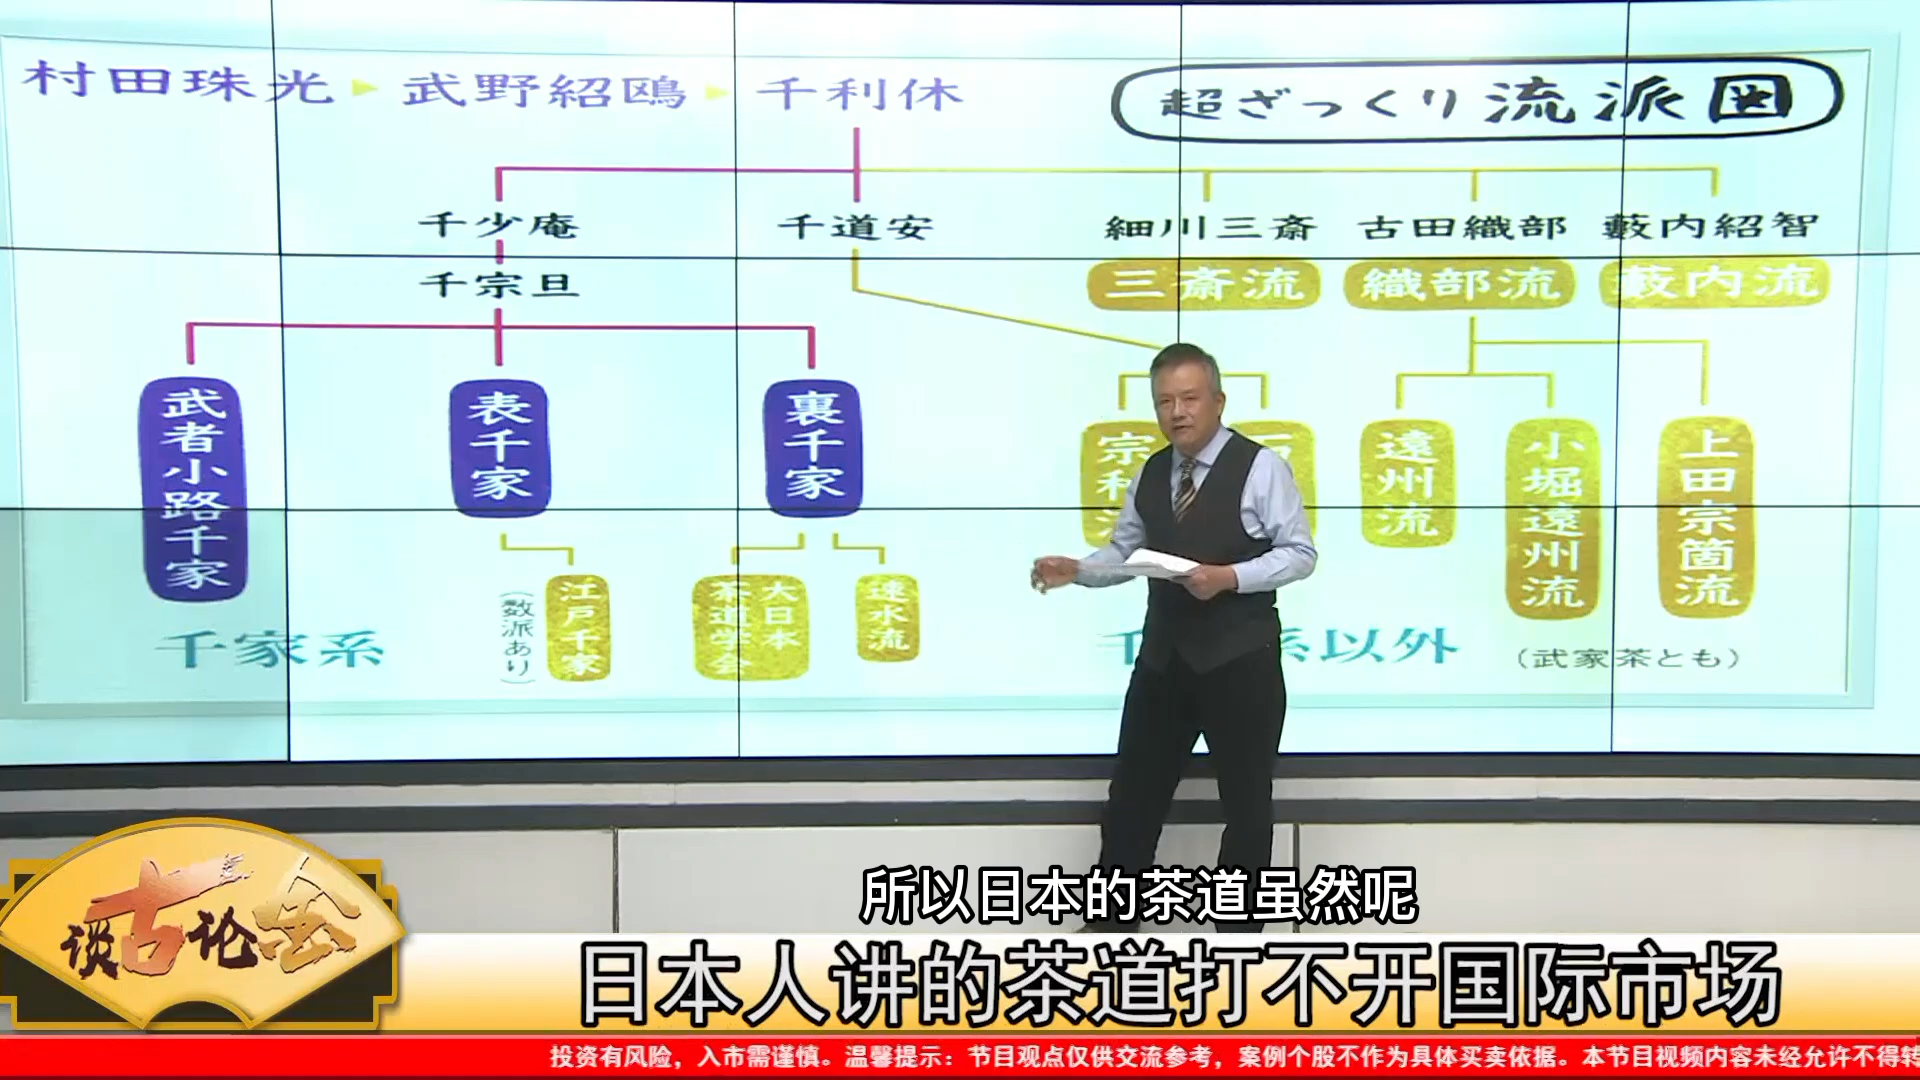 村田珠光 ▶ 武野紹鷗 ▶ 千利休
超ざっくり流派図
千少庵
千道安
細川三斎
古田織部
藪内紹智
千宗旦
三斎流
織部流
藪内流
武者小路千家
表千家
裏千家
遠州流
小堀遠州流
上田宗箇流
江戸千家
(数派あり)
大日本
茶道学会
速水流
千家系
系以外
(武家茶とも)
所以日本的茶道虽然呢
谈古论金
日本人讲的茶道打不开国际市场
投资有风险，入市需谨慎。温馨提示：节目观点仅供交流参考，案例个股不作为具体买卖依据。本节目视频内容未经允许不得转